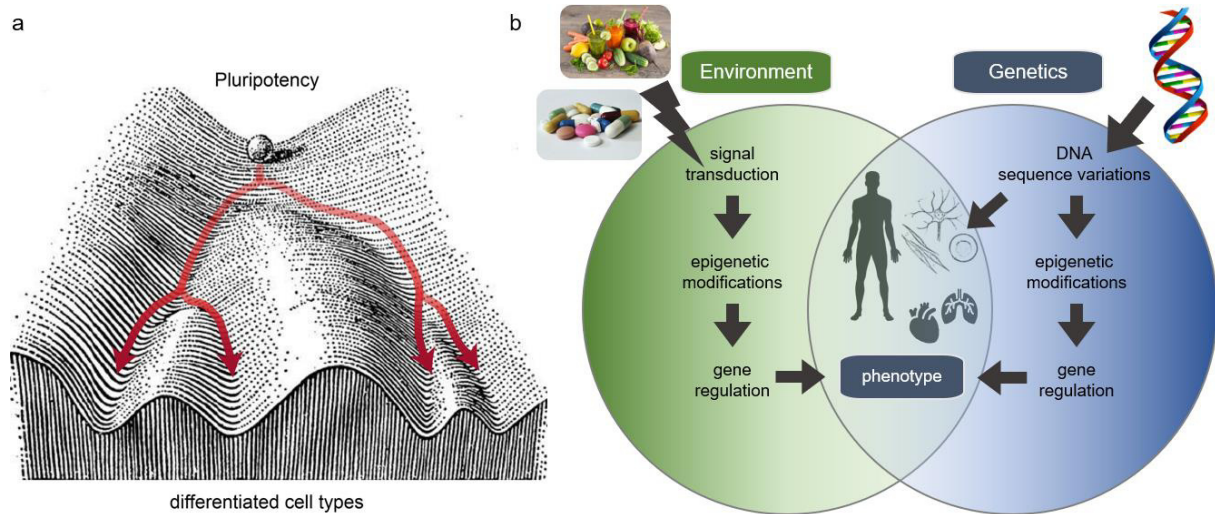 a
Pluripotency
differentiated cell types
b
Environment
Genetics
signal
transduction
epigenetic
modifications
gene
regulation
DNA
sequence variations
epigenetic
modifications
gene
regulation
phenotype